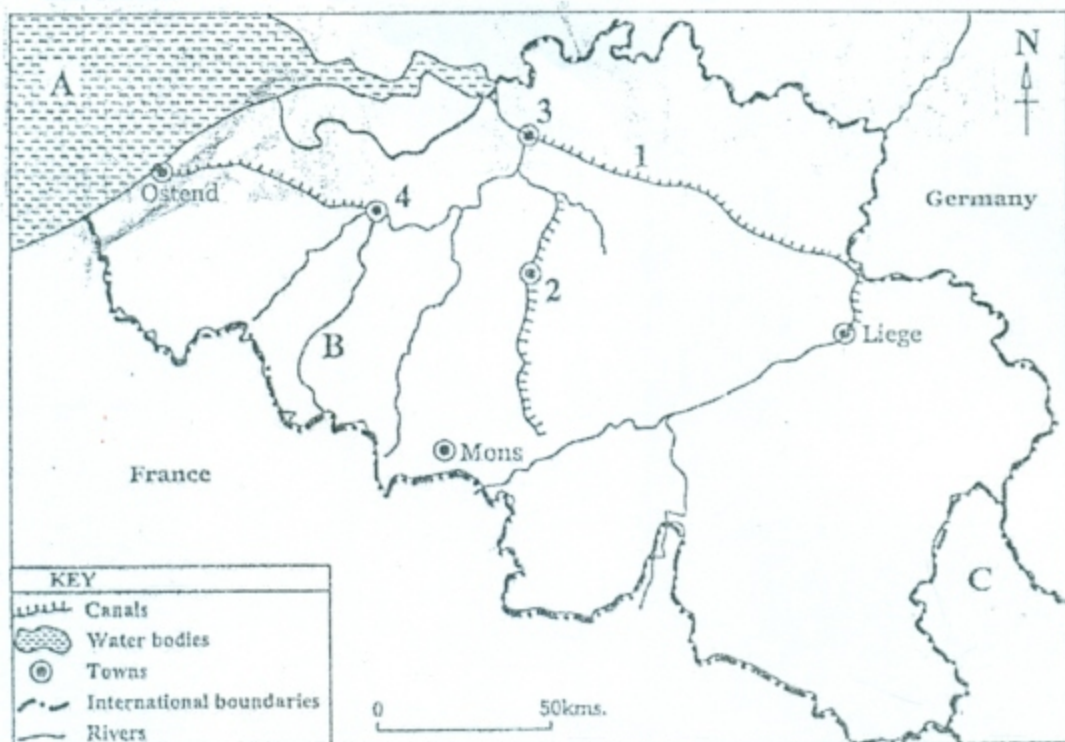 A
N
3
1
Ostend
4
Germany
2
B
Liege
Mons
France
C
KEY
Canals
Water bodies
Towns
International boundaries
Rivers
0 50kms.